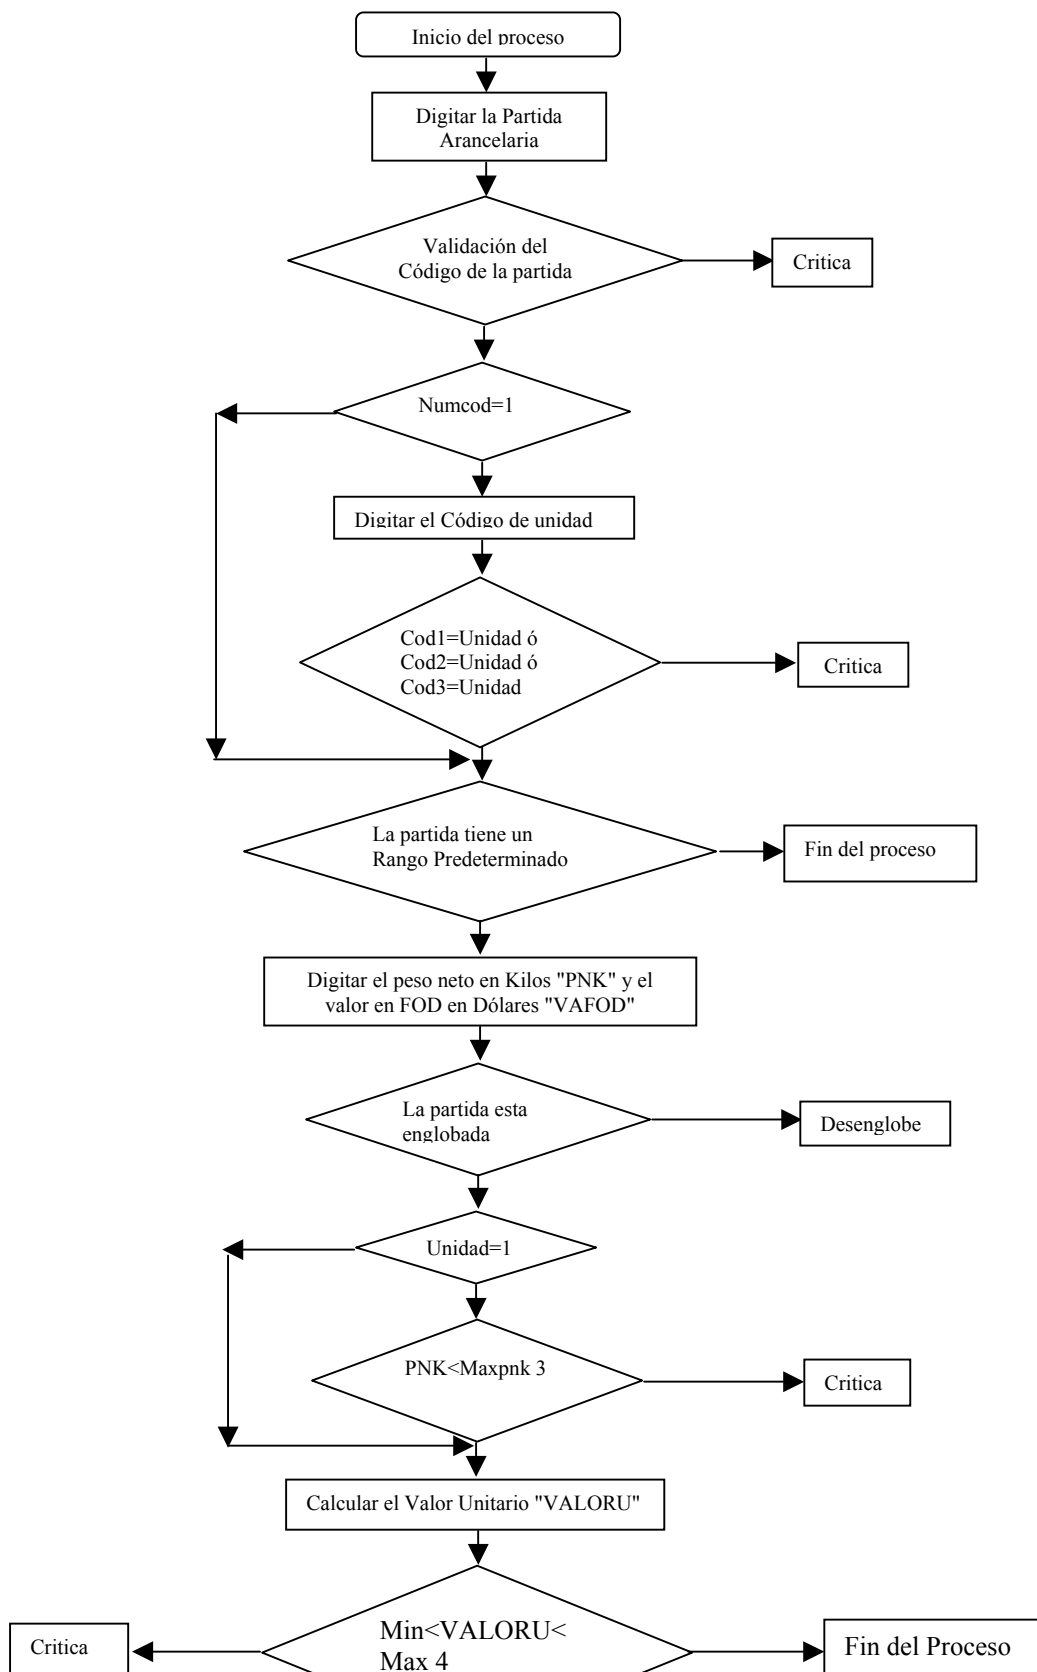 Inicio del proceso
Digitar la Partida
Arancelaria
Validación del
Código de la partida
Critica
Numcod=1
Digitar el Código de unidad
Cod1=Unidad ó
Cod2=Unidad ó
Cod3=Unidad
Critica
La partida tiene un
Rango Predeterminado
Fin del proceso
Digitar el peso neto en Kilos "PNK" y el
valor en FOD en Dólares "VAFOD"
La partida esta
englobada
Desenglobe
Unidad=1
PNK<Maxpnk 3
Critica
Calcular el Valor Unitario "VALORU"
Critica
Min<VALORU<
Max 4
Fin del Proceso